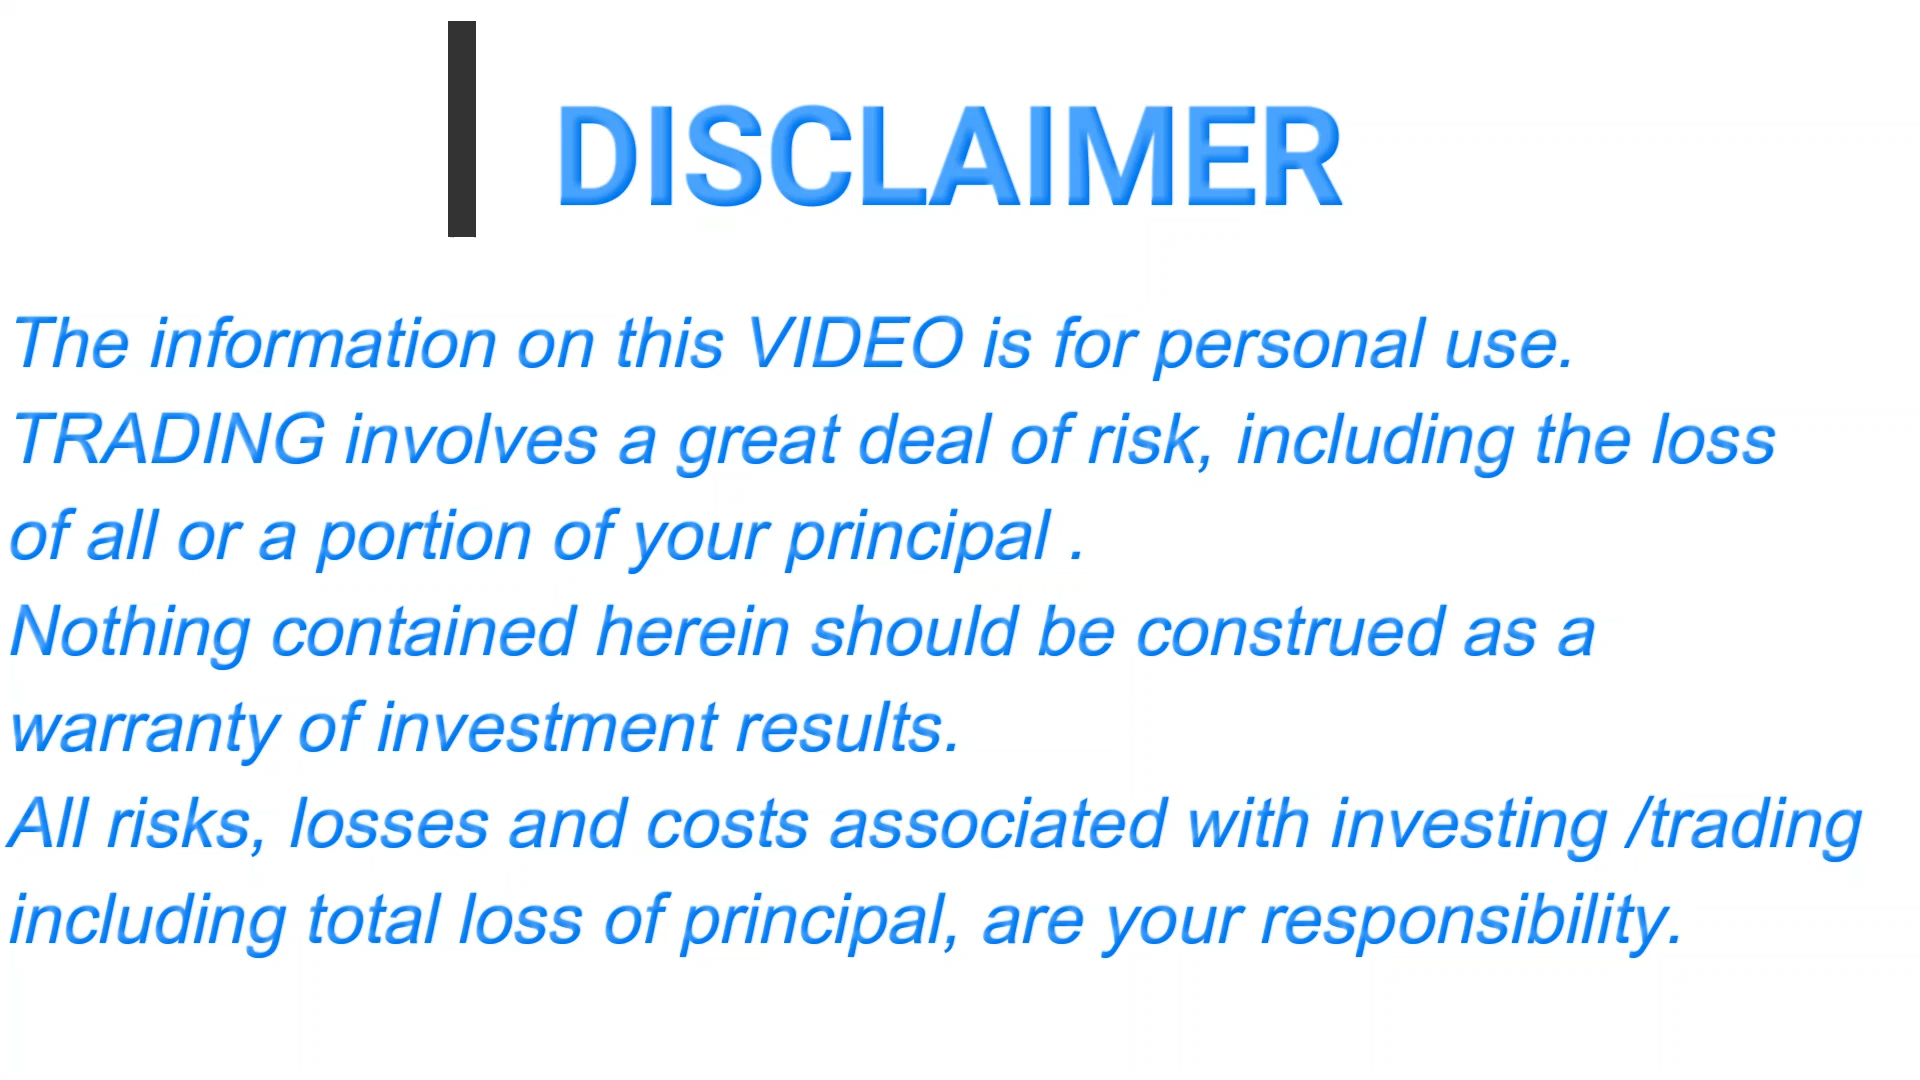 DISCLAIMER
The information on this VIDEO is for personal use.
TRADING involves a great deal of risk, including the loss
of all or a portion of your principal .
Nothing contained herein should be construed as a
warranty of investment results.
All risks, losses and costs associated with investing /trading
including total loss of principal, are your responsibility.